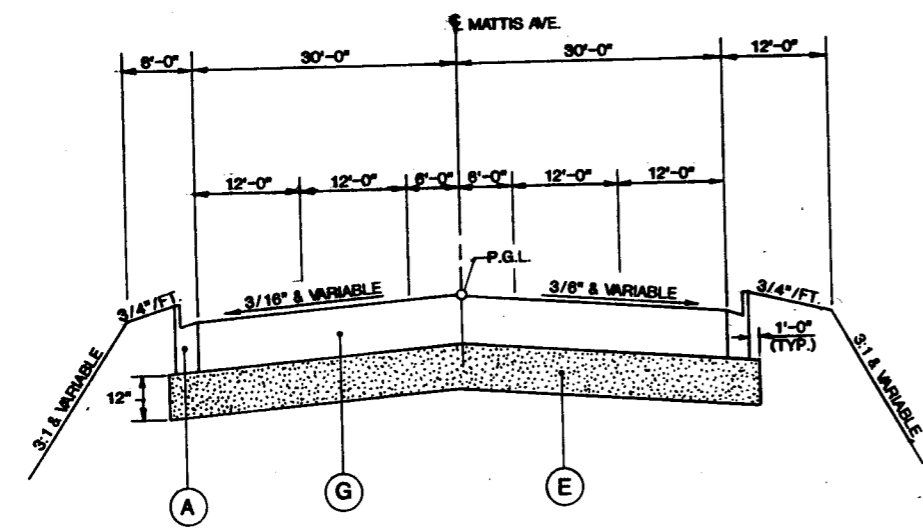 ℄ MATTIS AVE.
6'-0"
30'-0"
30'-0"
12'-0"
12'-0"
12'-0"
6'-0"
6'-0"
12'-0"
12'-0"
P.G.L.
3/4"/FT.
3/16" & VARIABLE
3/6" & VARIABLE
3/4"/FT.
1'-0"
(TYP.)
3:1 & VARIABLE
12"
3:1 & VARIABLE
A
G
E